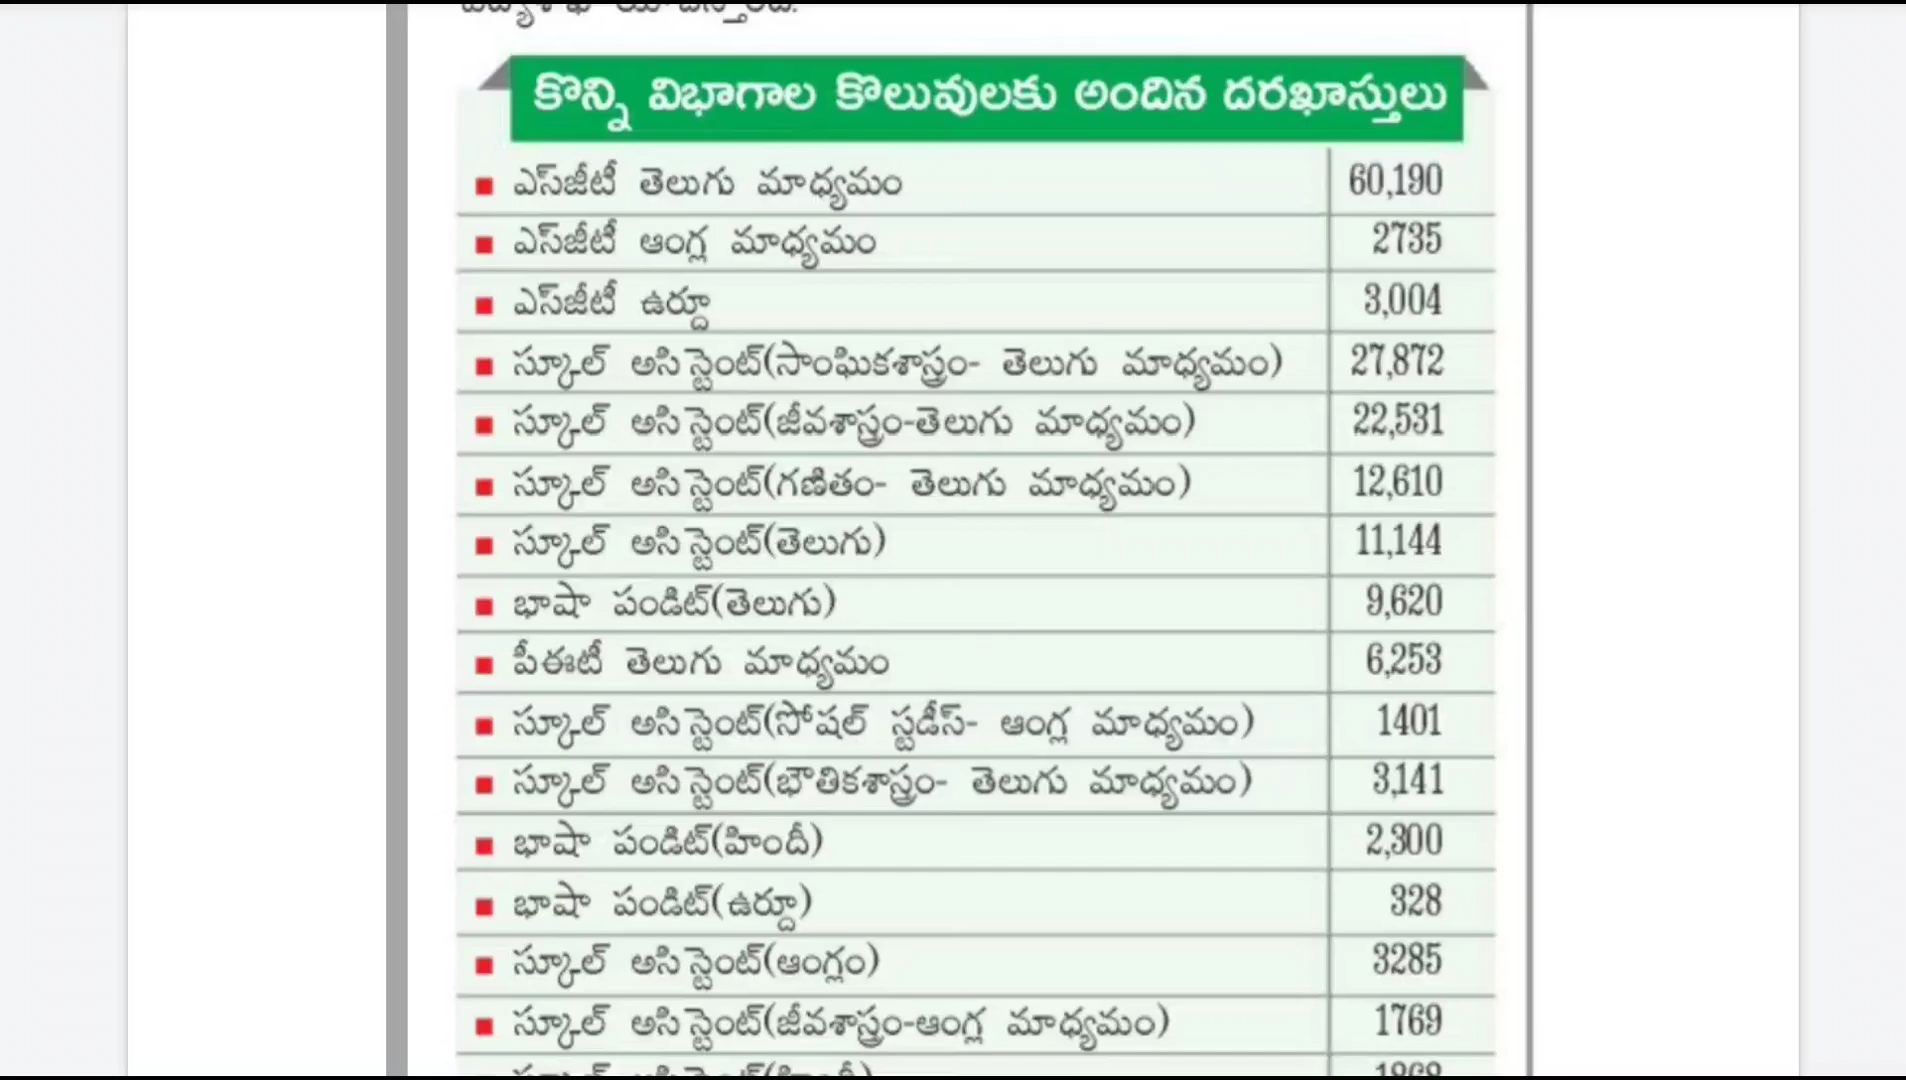 కొన్ని విభాగాల కొలువులకు అందిన దరఖాస్తులు
ఎస్‌జీటీ తెలుగు మాధ్యమం 60,190
ఎస్‌జీటీ ఆంగ్ల మాధ్యమం 2735
ఎస్‌జీటీ ఉర్దూ 3,004
స్కూల్ అసిస్టెంట్(సాంఘికశాస్త్రం- తెలుగు మాధ్యమం) 27,872
స్కూల్ అసిస్టెంట్(జీవశాస్త్రం-తెలుగు మాధ్యమం) 22,531
స్కూల్ అసిస్టెంట్(గణితం- తెలుగు మాధ్యమం) 12,610
స్కూల్ అసిస్టెంట్(తెలుగు) 11,144
భాషా పండిట్(తెలుగు) 9,620
పీఈటీ తెలుగు మాధ్యమం 6,253
స్కూల్ అసిస్టెంట్(సోషల్ స్టడీస్- ఆంగ్ల మాధ్యమం) 1401
స్కూల్ అసిస్టెంట్(భౌతికశాస్త్రం- తెలుగు మాధ్యమం) 3,141
భాషా పండిట్(హిందీ) 2,300
భాషా పండిట్(ఉర్దూ) 328
స్కూల్ అసిస్టెంట్(ఆంగ్లం) 3285
స్కూల్ అసిస్టెంట్(జీవశాస్త్రం-ఆంగ్ల మాధ్యమం) 1769